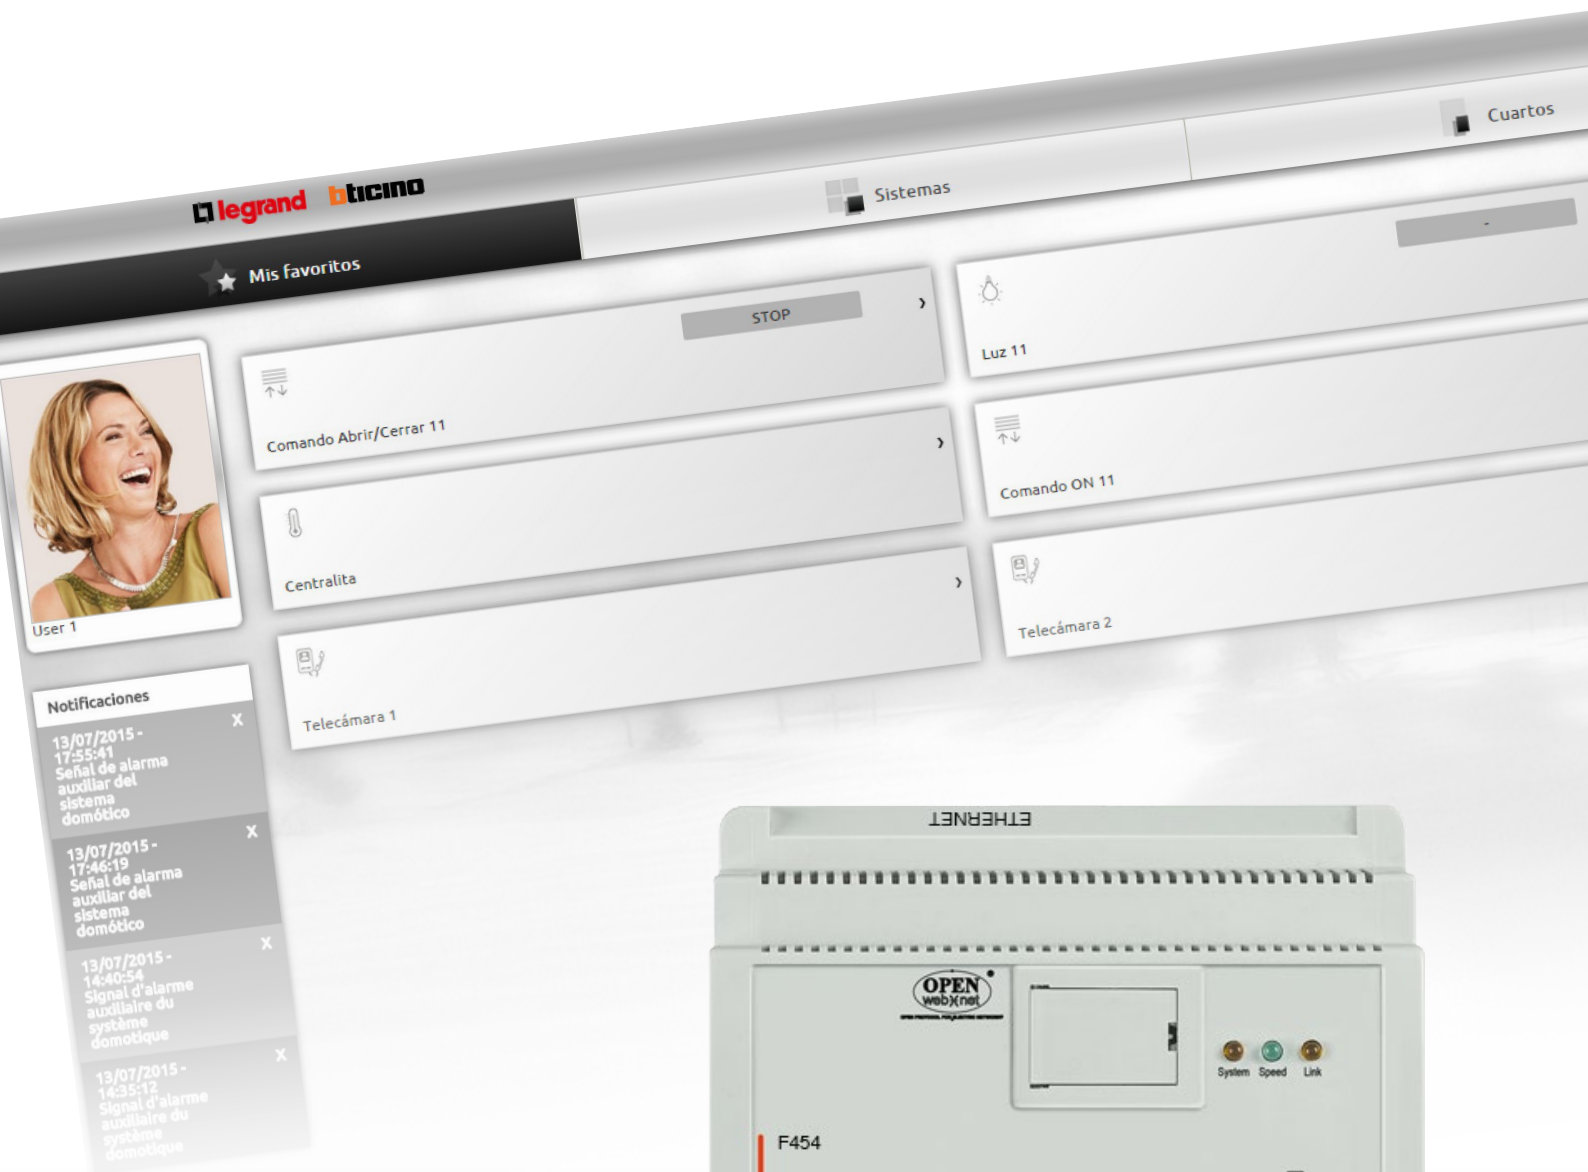 legrand bticino
Mis favoritos
Sistemas
Cuartos
STOP
Comando Abrir/Cerrar 11
-
Luz 11
Centralita
Comando ON 11
Telecámara 1
Telecámara 2
User 1
Notificaciones
13/07/2015 - X
17:55:41
Señal de alarma
auxiliar del
sistema
domótico
13/07/2015 - X
17:46:19
Señal de alarma
auxiliar del
sistema
domótico
13/07/2015 - X
14:40:54
Signal d'alarme
auxiliaire du
système
domotique
13/07/2015 - X
14:35:12
Signal d'alarme
auxiliaire du
système
domotique
ETHERNET
OPEN
web net
System Speed Link
F454